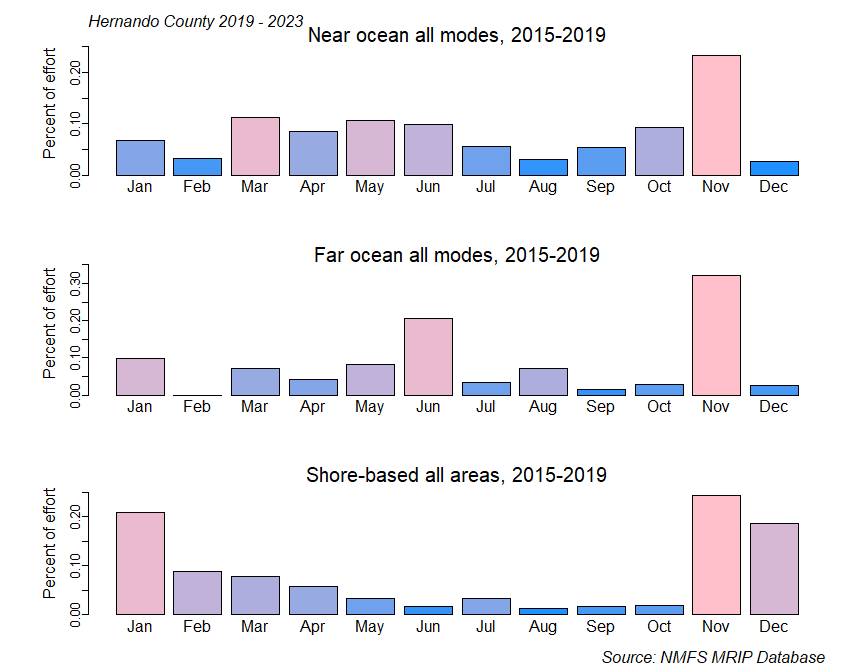 Hernando County 2019 - 2023
Near ocean all modes, 2015-2019
Percent of effort
0.00 0.10 0.20
Jan Feb Mar Apr May Jun Jul Aug Sep Oct Nov Dec
Far ocean all modes, 2015-2019
Percent of effort
0.00 0.10 0.20 0.30
Jan Feb Mar Apr May Jun Jul Aug Sep Oct Nov Dec
Shore-based all areas, 2015-2019
Percent of effort
0.00 0.10 0.20
Jan Feb Mar Apr May Jun Jul Aug Sep Oct Nov Dec
Source: NMFS MRIP Database